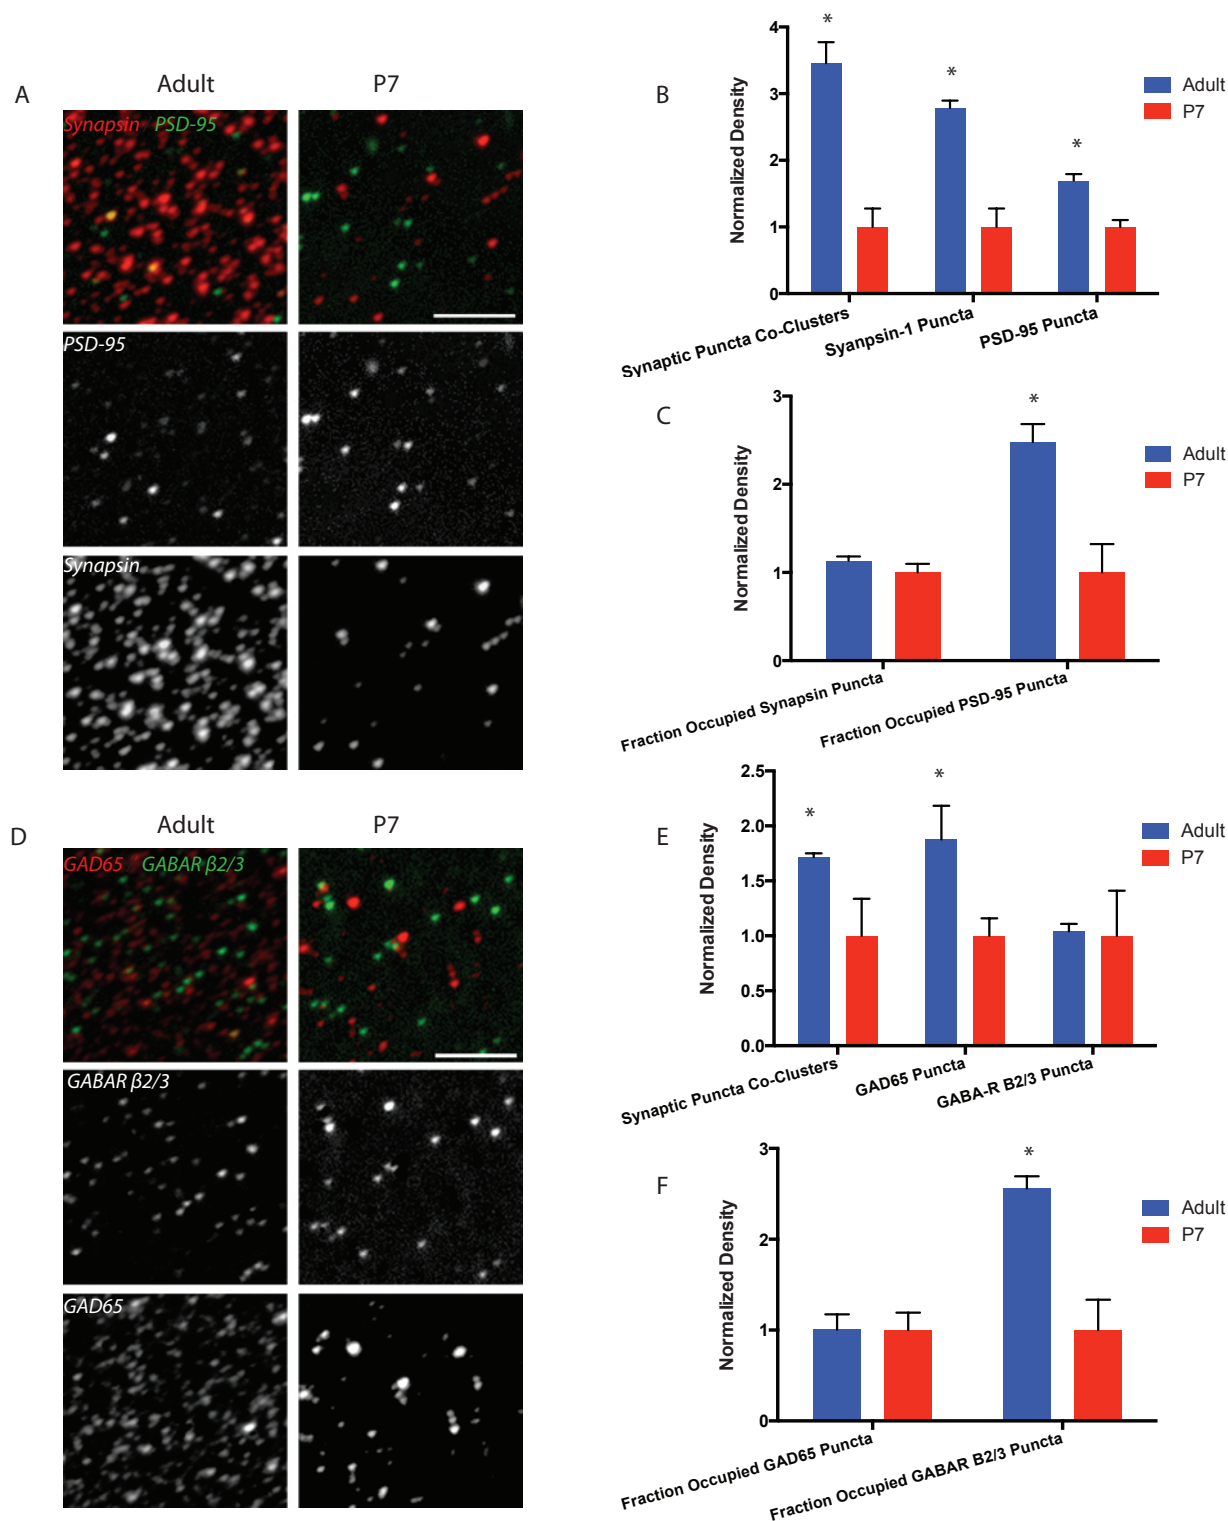 A
Adult P7
Synapsin PSD-95
PSD-95
Synapsin
B
4
3
2
1
0
Normalized Density
*
*
*
Synaptic Puncta Co-Clusters
Syanpsin-1 Puncta
PSD-95 Puncta
Adult
P7
C
3
2
1
0
Normalized Density
*
Fraction Occupied Synapsin Puncta
Fraction Occupied PSD-95 Puncta
Adult
P7
D
Adult P7
GAD65 GABAR β2/3
GABAR β2/3
GAD65
E
2.5
2.0
1.5
1.0
0.5
0.0
Normalized Density
*
*
Synaptic Puncta Co-Clusters
GAD65 Puncta
GABA-R B2/3 Puncta
Adult
P7
F
3
2
1
0
Normalized Density
*
Fraction Occupied GAD65 Puncta
Fraction Occupied GABAR B2/3 Puncta
Adult
P7